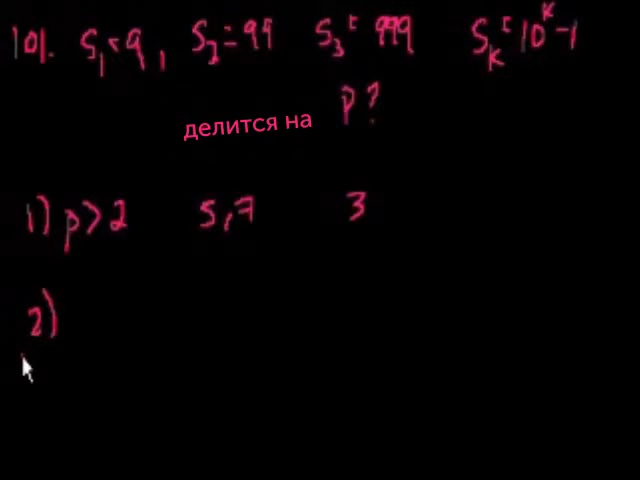 101. S₁ = 9, S₂ = 99 S₃ = 999 Sₖ = 10ᵏ - 1
делится на p?
1) p > 2 5, 7 3
2)